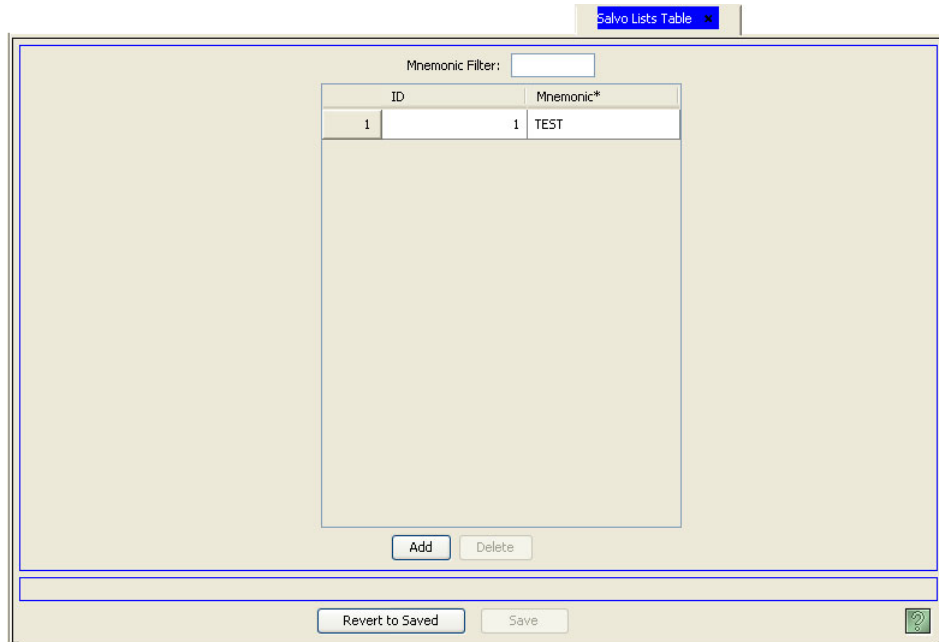 Salvo Lists Table ×
Mnemonic Filter:
ID Mnemonic*
1 1 TEST
Add Delete
Revert to Saved Save ?